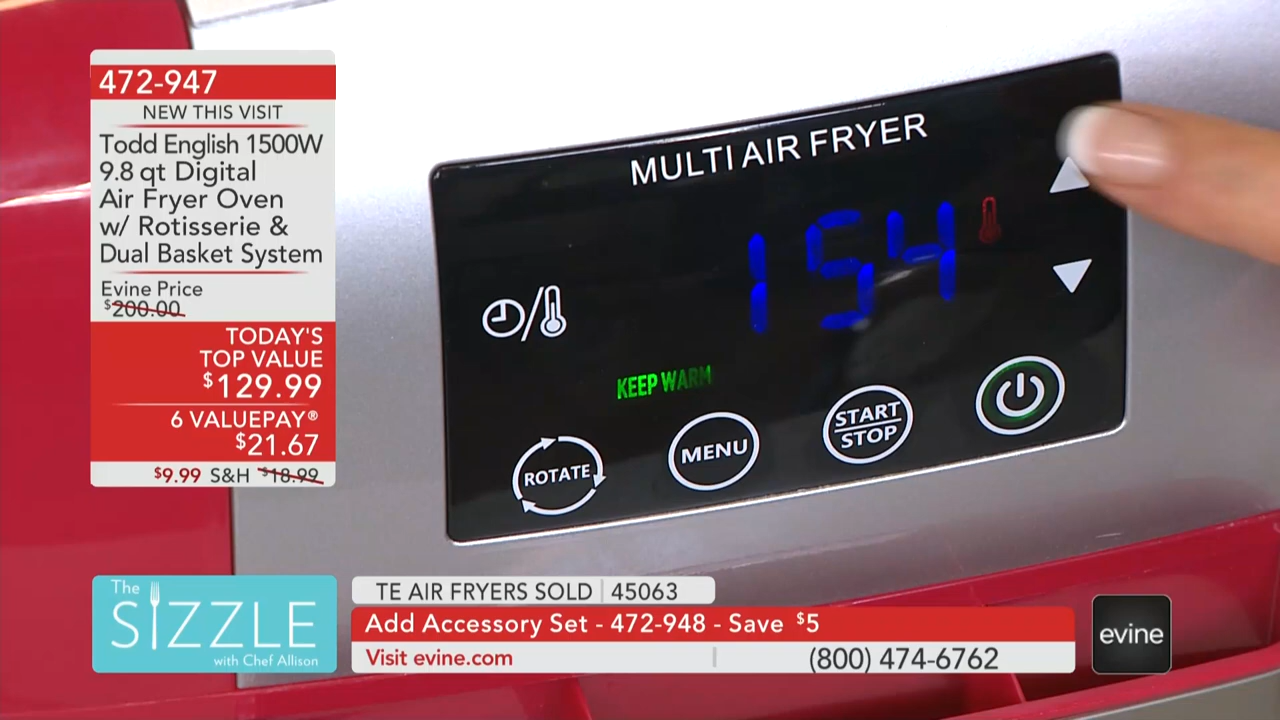 472-947
NEW THIS VISIT
Todd English 1500W
9.8 qt Digital
Air Fryer Oven
w/ Rotisserie &
Dual Basket System
Evine Price
$200.00
TODAY'S
TOP VALUE
$129.99
6 VALUEPAY®
$21.67
$9.99 S&H $18.99
MULTI AIR FRYER
154
KEEP WARM
ROTATE
MENU
START
STOP
The
SIZZLE
with Chef Allison
TE AIR FRYERS SOLD | 45063
Add Accessory Set - 472-948 - Save $5
Visit evine.com | (800) 474-6762
evine